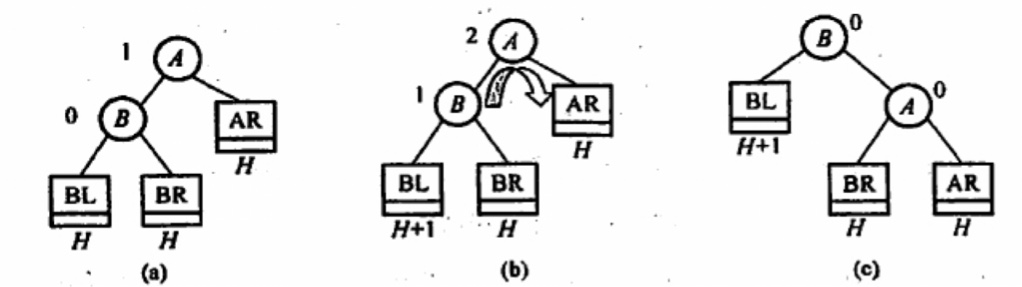 1 A
0 B
AR
H
BL BR
H H
(a)
2 A
1 B
AR
H
BL BR
H+1 H
(b)
B 0
BL
H+1
A 0
BR AR
H H
(c)